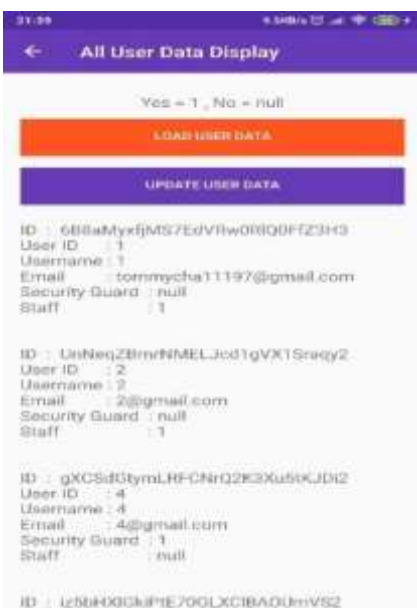 21:39
All User Data Display
Yes = 1 , No = null
LOAD USER DATA
UPDATE USER DATA
ID :
User ID : 1
Username : 1
Email : tommycha11197@gmail.com
Security Guard : null
Staff : 1
ID :
User ID : 2
Username : 2
Email : 2@gmail.com
Security Guard : null
Staff : 1
ID :
User ID : 4
Username : 4
Email : 4@gmail.com
Security Guard : 1
Staff : null
ID :